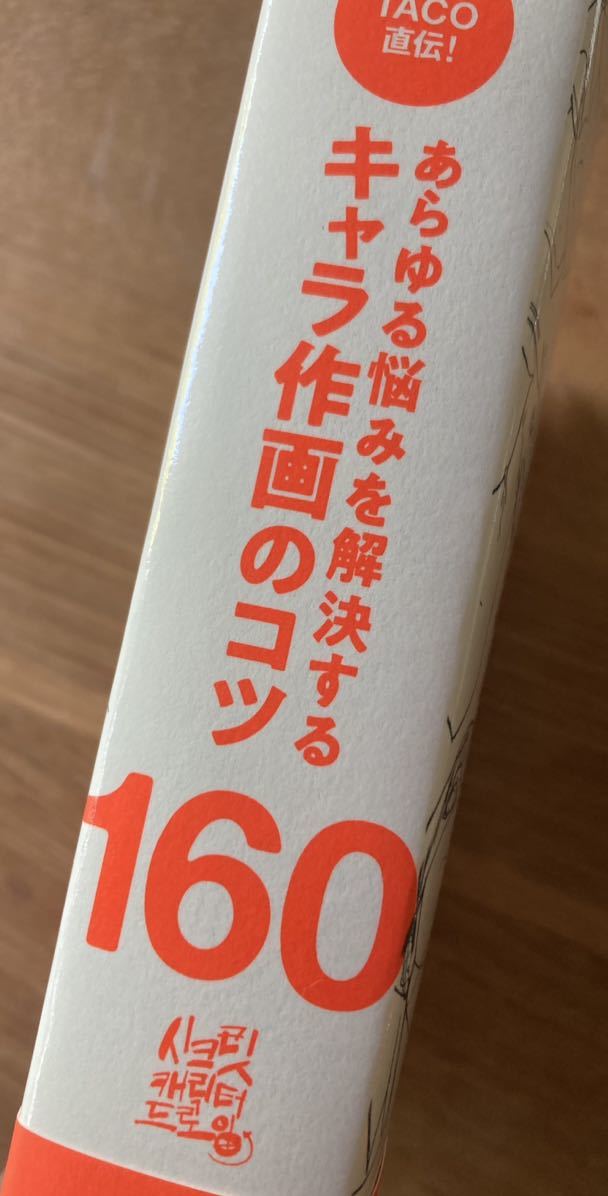 TACO
直伝!
あらゆる悩みを解決する
キャラ作画のコツ
160
시크릿
캐릭터
드로잉